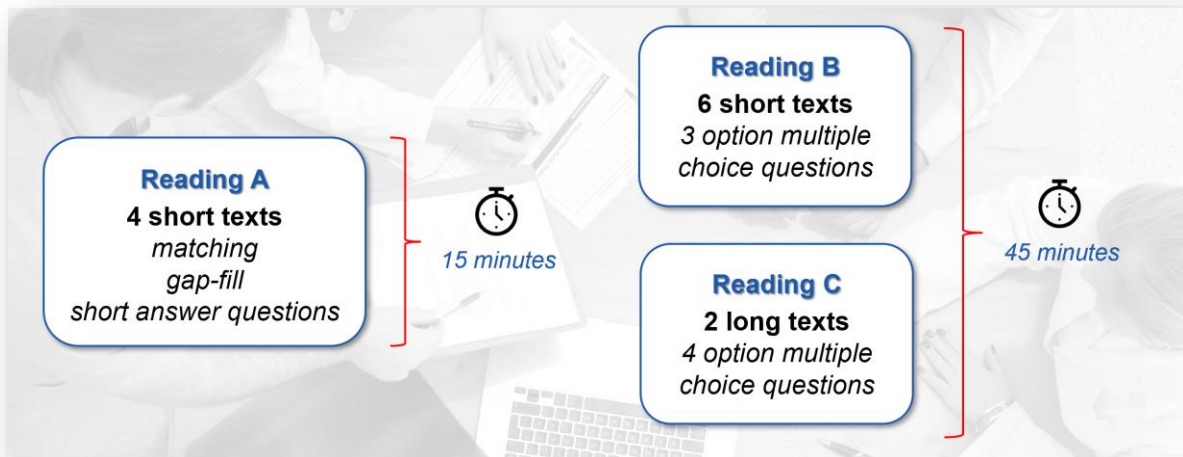 Reading A
4 short texts
matching
gap-fill
short answer questions
15 minutes
Reading B
6 short texts
3 option multiple
choice questions
Reading C
2 long texts
4 option multiple
choice questions
45 minutes